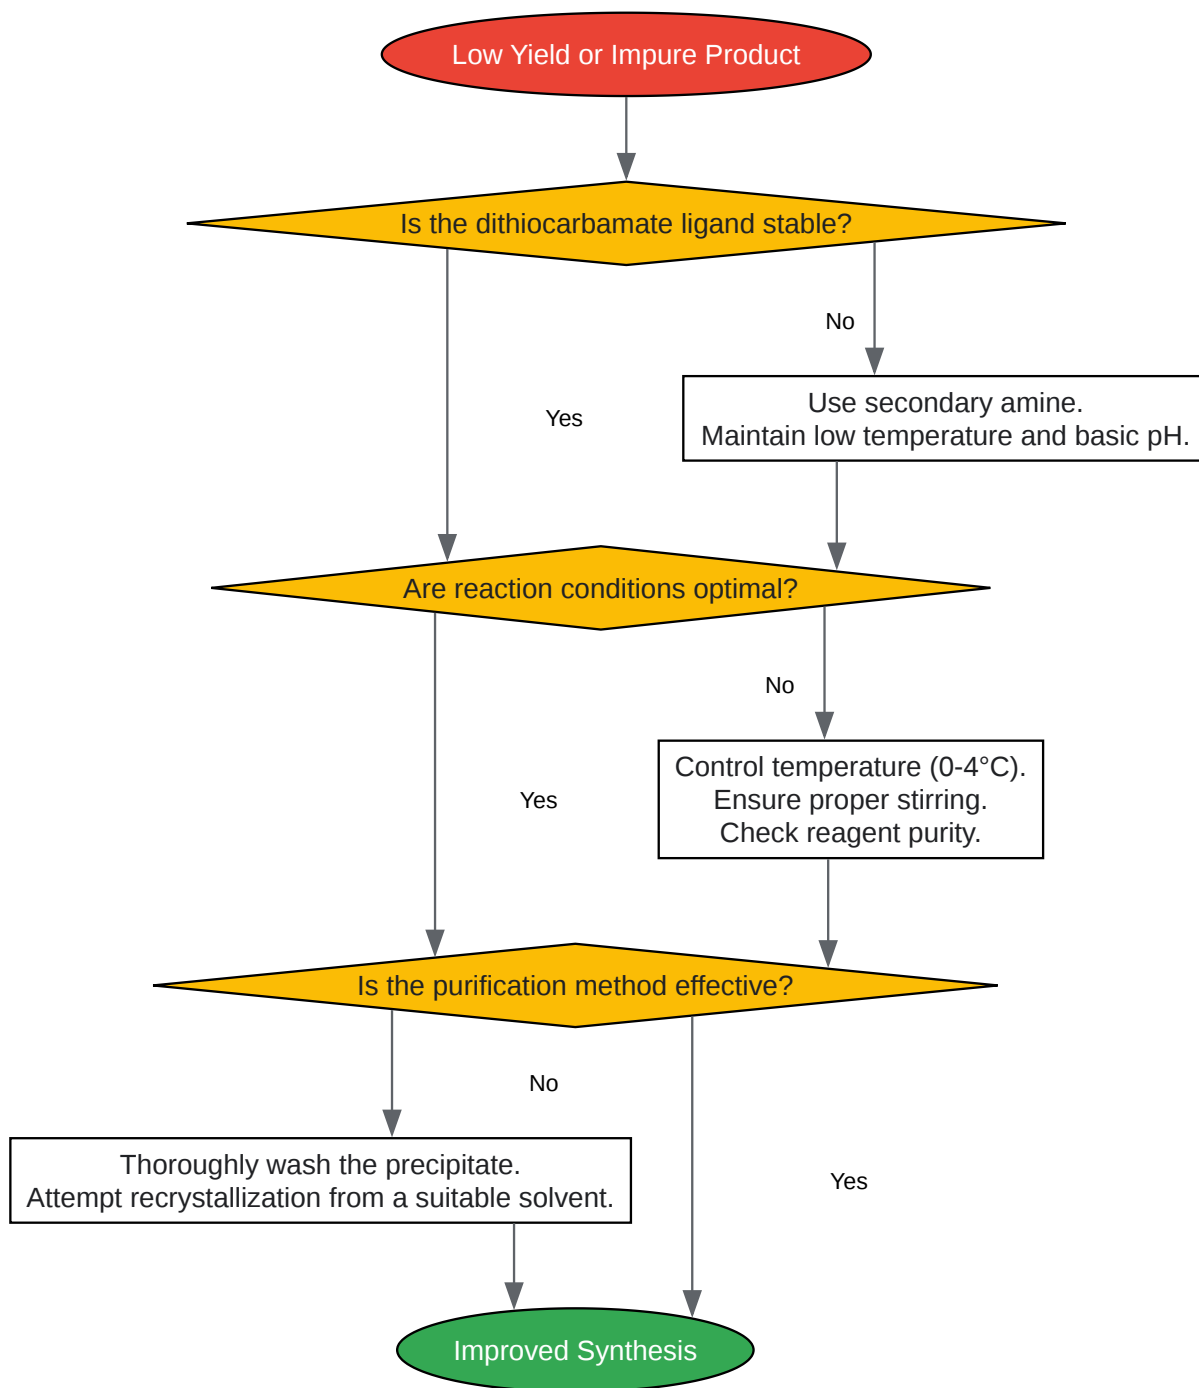 Low Yield or Impure Product
Is the dithiocarbamate ligand stable?
No
Yes
Use secondary amine.
Maintain low temperature and basic pH.
Are reaction conditions optimal?
No
Yes
Control temperature (0-4°C).
Ensure proper stirring.
Check reagent purity.
Is the purification method effective?
No
Yes
Thoroughly wash the precipitate.
Attempt recrystallization from a suitable solvent.
Improved Synthesis